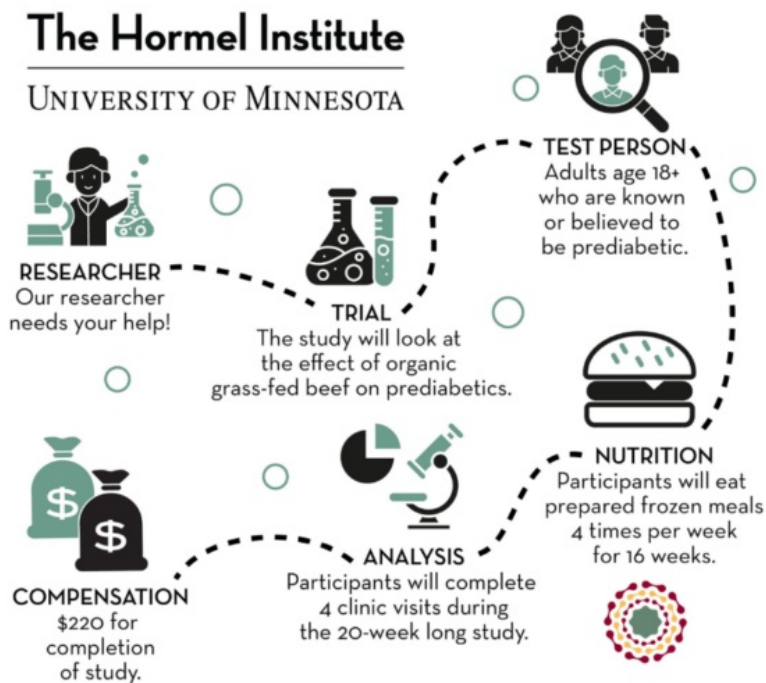 The Hormel Institute
UNIVERSITY OF MINNESOTA
RESEARCHER
Our researcher
needs your help!
TRIAL
The study will look at
the effect of organic
grass-fed beef on prediabetics.
TEST PERSON
Adults age 18+
who are known
or believed to
be prediabetic.
NUTRITION
Participants will eat
prepared frozen meals
4 times per week
for 16 weeks.
ANALYSIS
Participants will complete
4 clinic visits during
the 20-week long study.
$
$
COMPENSATION
$220 for
completion
of study.